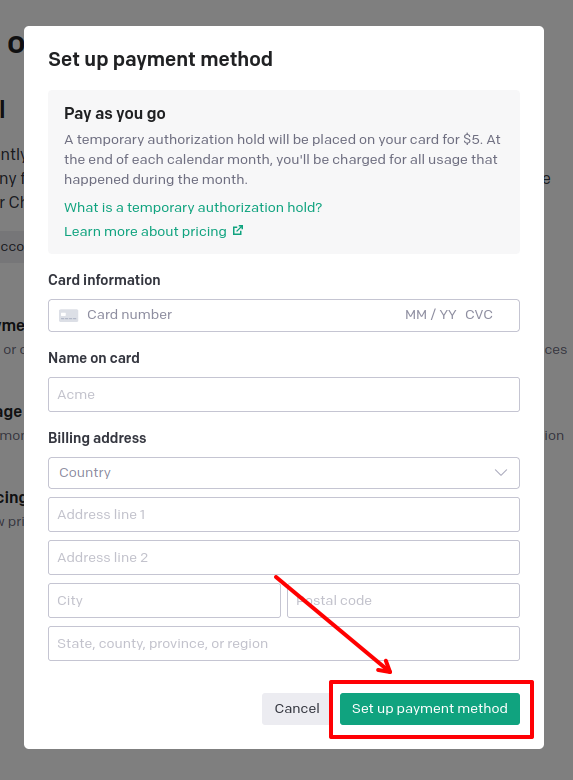 Set up payment method
Pay as you go
A temporary authorization hold will be placed on your card for $5. At
the end of each calendar month, you'll be charged for all usage that
happened during the month.
What is a temporary authorization hold?
Learn more about pricing
Card information
Card number MM / YY CVC
Name on card
Acme
Billing address
Country
Address line 1
Address line 2
City Postal code
State, county, province, or region
Cancel Set up payment method